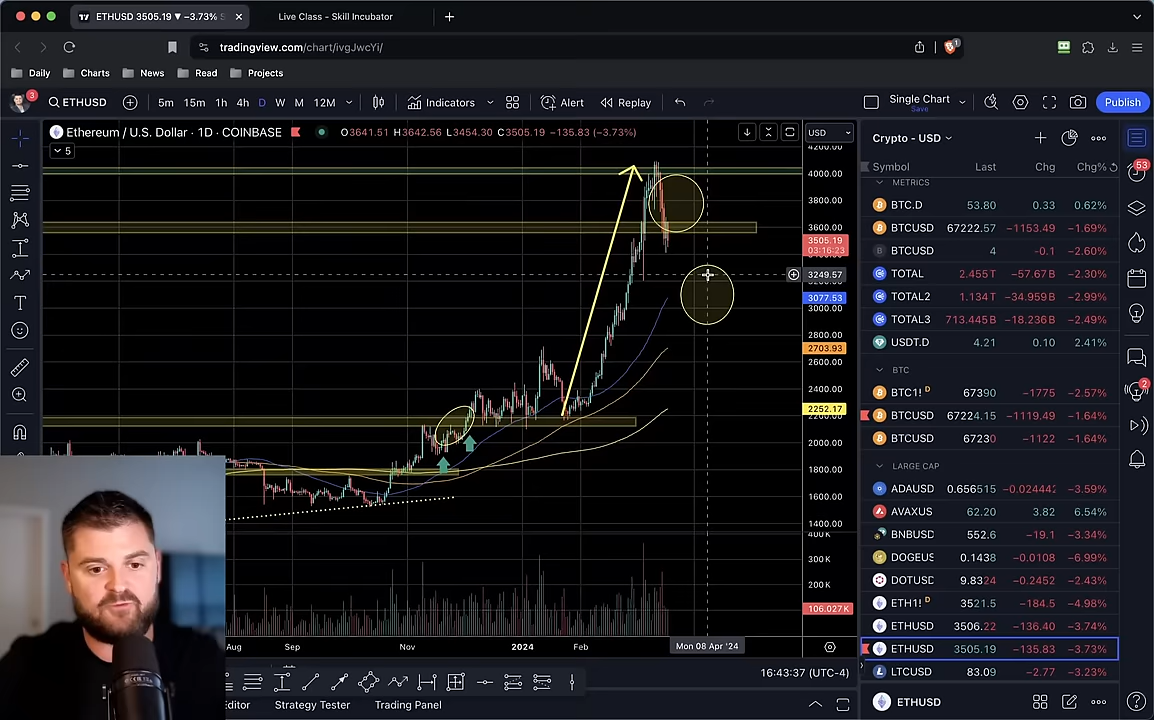 ETHUSD 3505.19 ▼ −3.73% S
Live Class - Skill Incubator
tradingview.com/chart/ivgJwcYi/
1
Daily
Charts
News
Read
Projects
3
ETHUSD
5m 15m 1h 4h D W M 12M
Indicators
Alert
Replay
Single Chart
Save
Publish
Ethereum / U.S. Dollar · 1D · COINBASE
O3641.51 H3642.56 L3454.30 C3505.19 −135.83 (−3.73%)
5
USD
4200.00
4000.00
3800.00
3600.00
3505.19
03:16:23
3249.57
3077.53
3000.00
2800.00
2703.93
2600.00
2400.00
2252.17
2000.00
1800.00
1600.00
1400.00
400 K
300 K
200 K
106.027K
Aug Sep Nov 2024 Feb Mon 08 Apr '24
16:43:37 (UTC-4)
Strategy Tester
Trading Panel
Crypto - USD
Symbol Last Chg Chg%
METRICS
BTC.D 53.80 0.33 0.62%
BTCUSD 67222.57 −1153.49 −1.69%
BTCUSD 4 −0.1 −2.60%
TOTAL 2.455T −57.67B −2.30%
TOTAL2 1.134T −34.959B −2.99%
TOTAL3 713.445B −18.236B −2.49%
USDT.D 4.21 0.10 2.41%
BTC
BTC1! D 67390 −1775 −2.57%
BTCUSD 67224.15 −1119.49 −1.64%
BTCUSD 67230 −1122 −1.64%
LARGE CAP
ADAUSD 0.656515 −0.024442 −3.59%
AVAXUS 62.20 3.82 6.54%
BNBUSD 552.6 −19.1 −3.34%
DOGEUS 0.1438 −0.0108 −6.99%
DOTUSD 9.8324 −0.2452 −2.43%
ETH1! D 3521.5 −184.5 −4.98%
ETHUSD 3506.22 −136.40 −3.74%
ETHUSD 3505.19 −135.83 −3.73%
LTCUSD 83.09 −2.77 −3.23%
ETHUSD
53
2